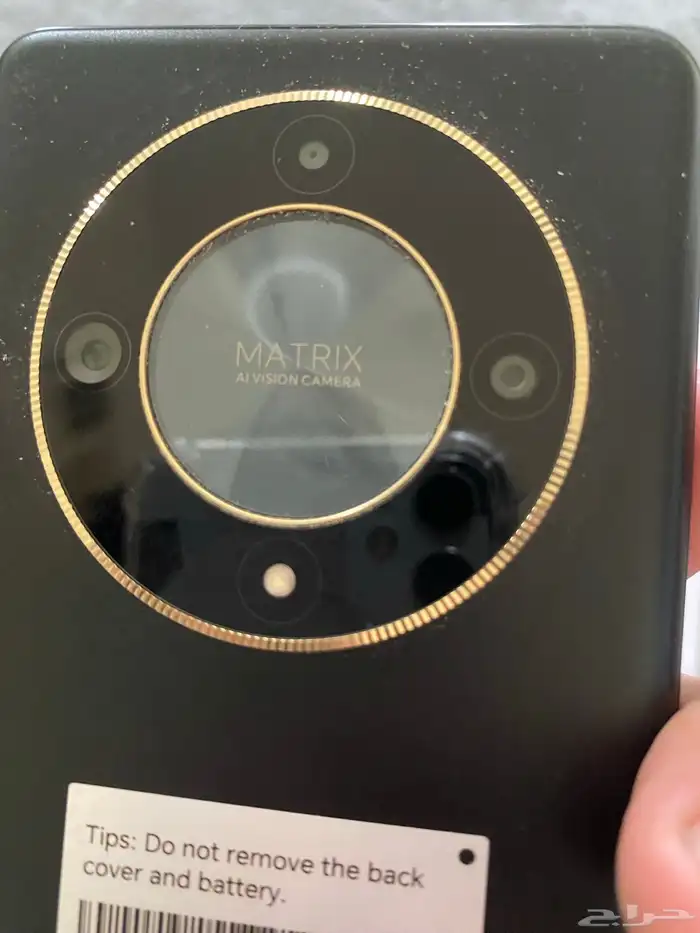 MATRIX
AI VISION CAMERA
Tips: Do not remove the back
cover and battery.
حراج